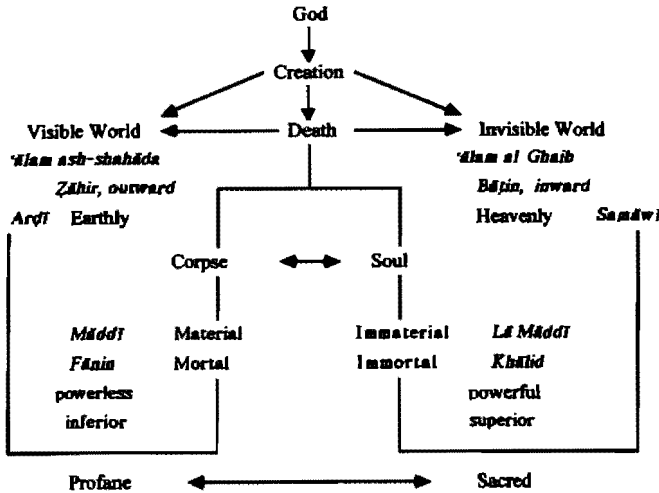 God
Creation
Visible World Death Invisible World
'ālam ash-shahāda 'ālam al Ghaib
Ẓāhir, outward Bāṭin, inward
Arḍī Earthly Heavenly Samāwī
Corpse Soul
Māddī Material Immaterial Lā Māddī
Fānin Mortal Immortal Khālid
powerless powerful
inferior superior
Profane Sacred